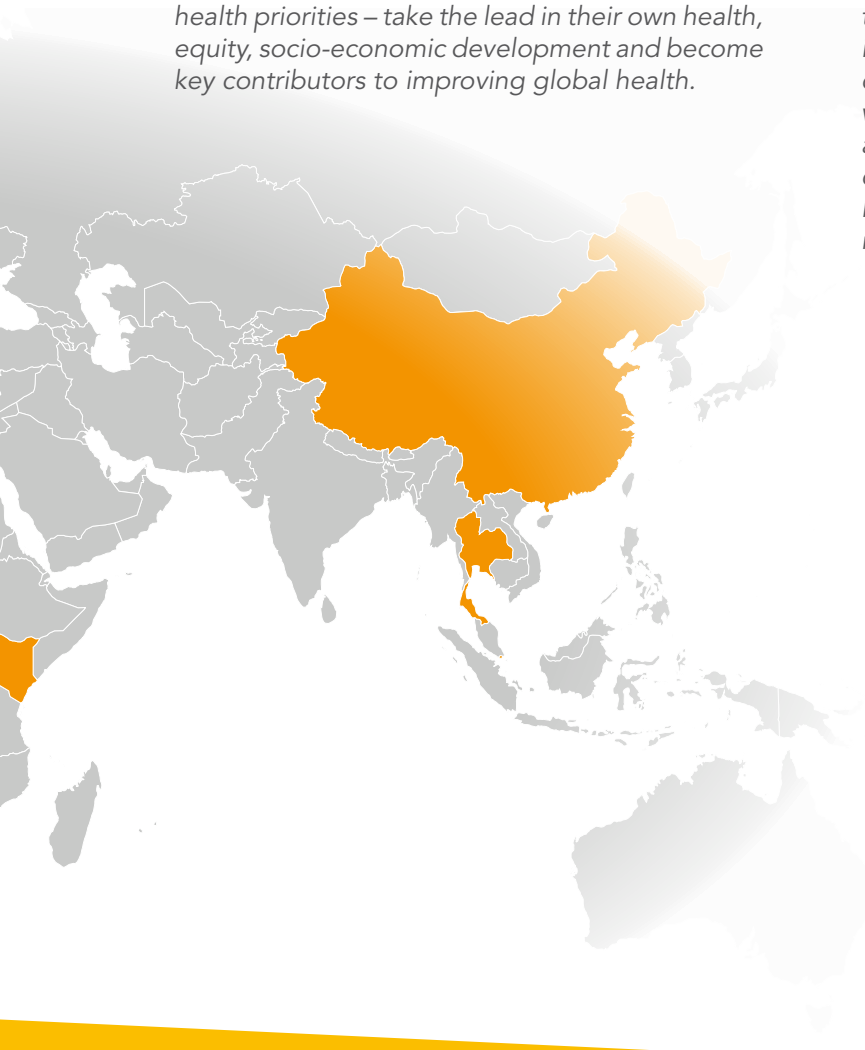 health priorities – take the lead in their own health,
equity, socio-economic development and become
key contributors to improving global health.